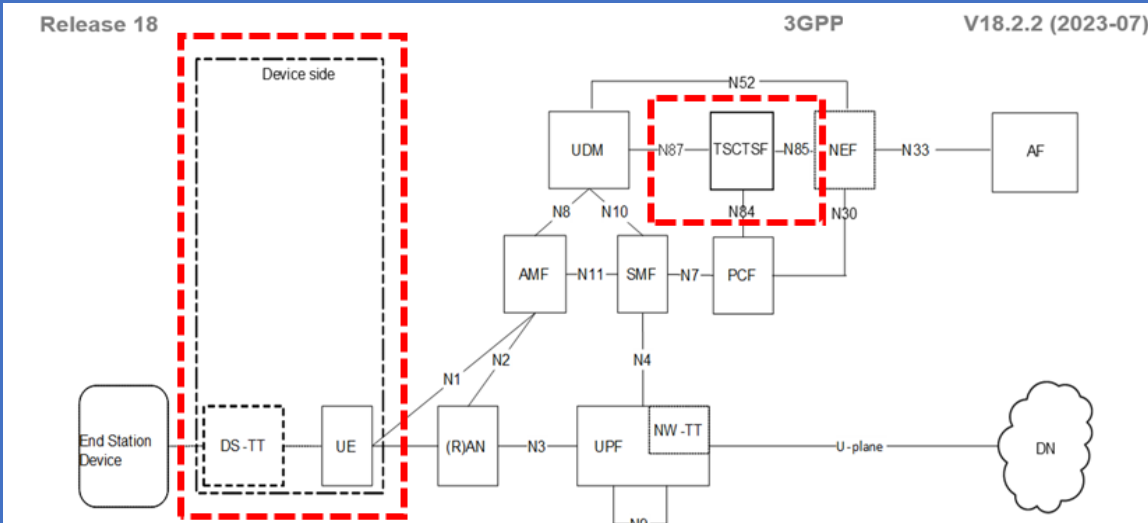 Release 18 3GPP V18.2.2 (2023-07)
Device side
N52
UDM
N87
TSCTSF
N85
NEF
N33
AF
N8
N10
N84
N30
AMF
N11
SMF
N7
PCF
N1
N2
N4
End Station
Device
DS-TT
UE
(R)AN
N3
UPF
NW-TT
U-plane
DN
N9